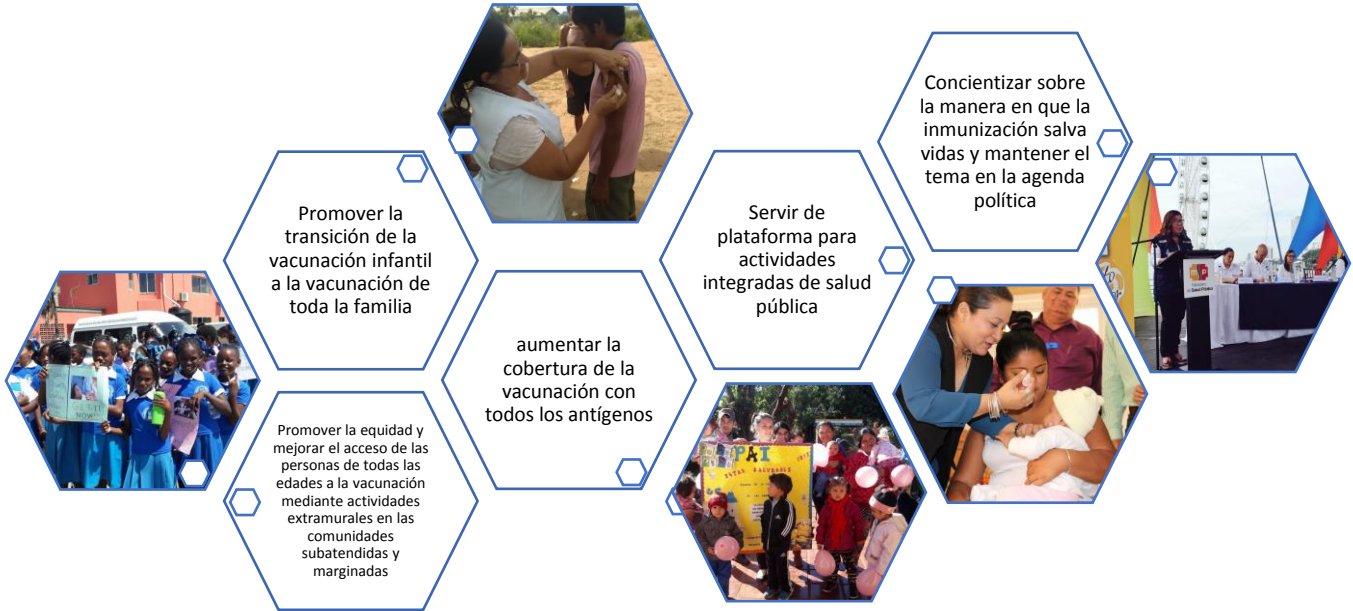 Promover la
transición de la
vacunación infantil
a la vacunación de
toda la familia
Promover la equidad y
mejorar el acceso de las
personas de todas las
edades a la vacunación
mediante actividades
extramurales en las
comunidades
subatendidas y
marginadas
aumentar la
cobertura de la
vacunación con
todos los antígenos
Servir de
plataforma para
actividades
integradas de salud
pública
Concientizar sobre
la manera en que la
inmunización salva
vidas y mantener el
tema en la agenda
política
PAI